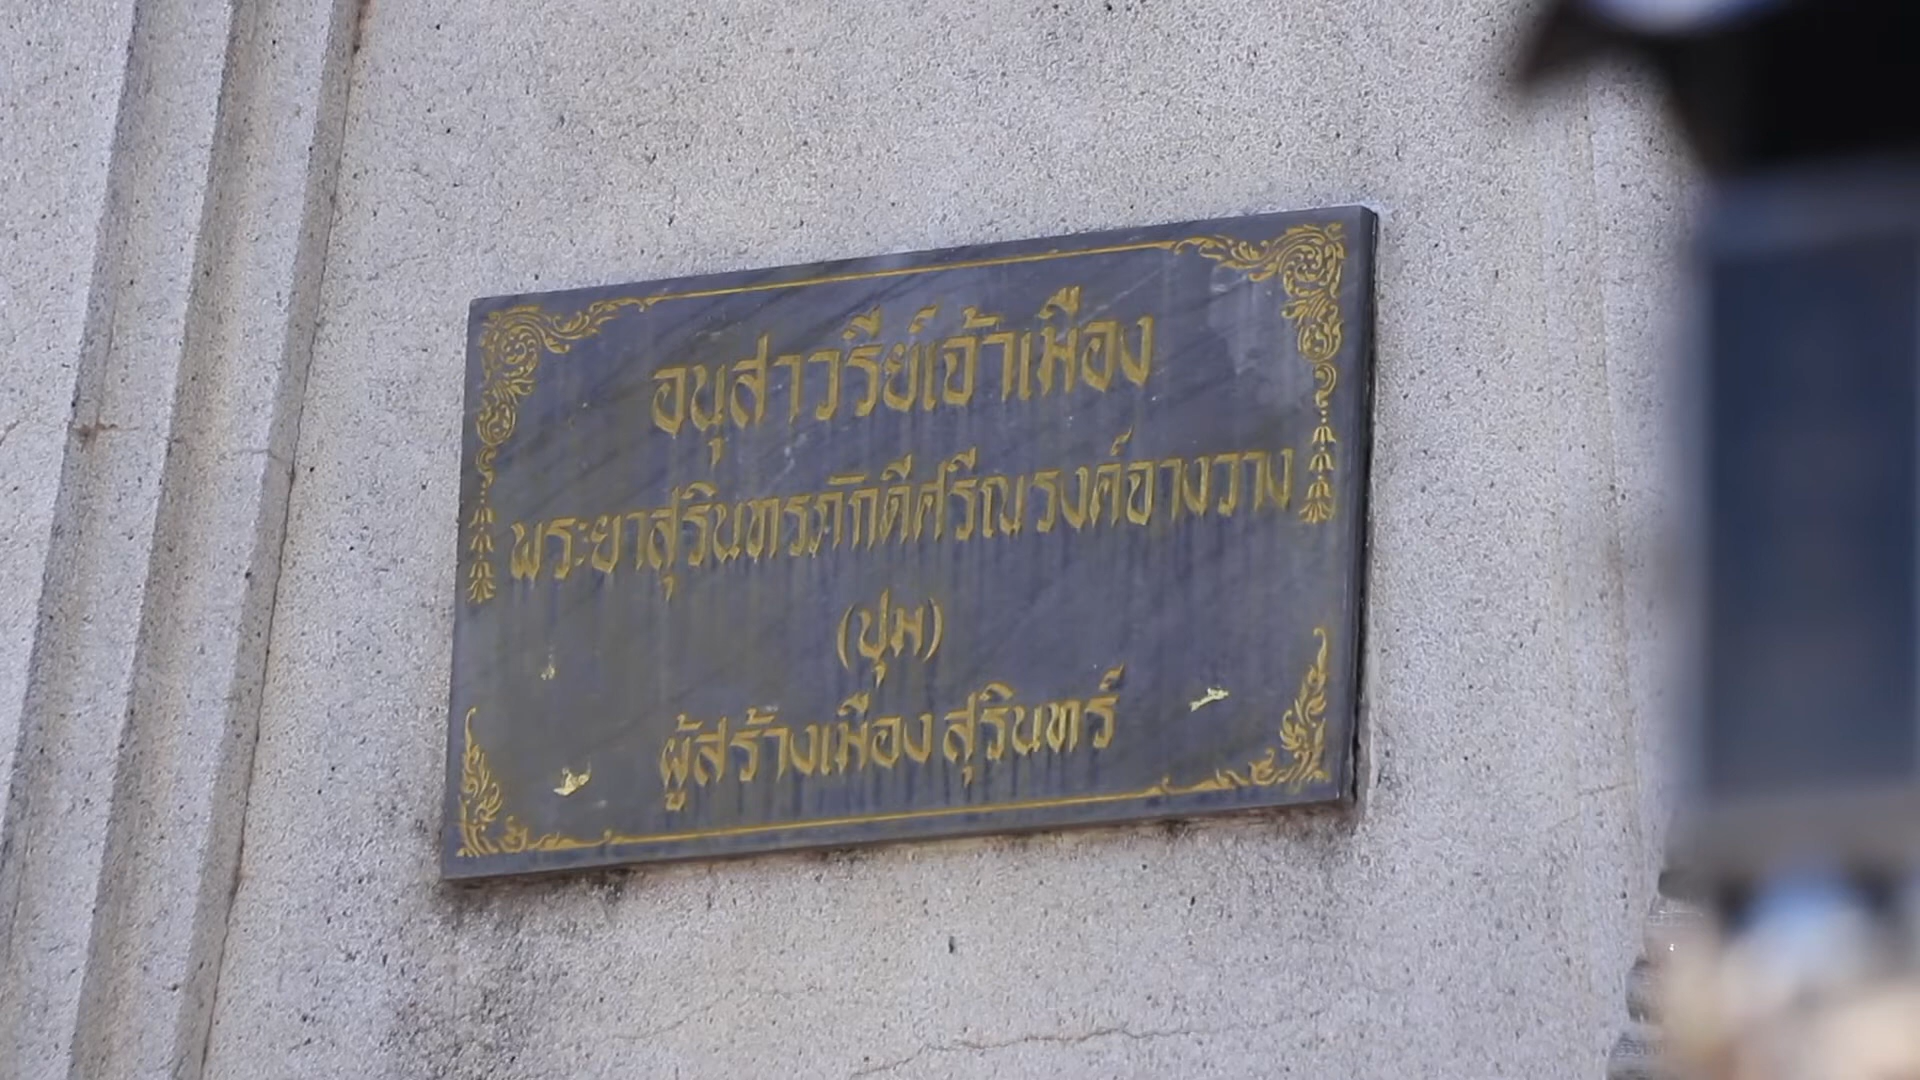 อนุสาวรีย์เจ้าเมือง
พระยาสุรินทรภักดีศรีณรงค์จางวาง
(ปุม)
ผู้สร้างเมืองสุรินทร์